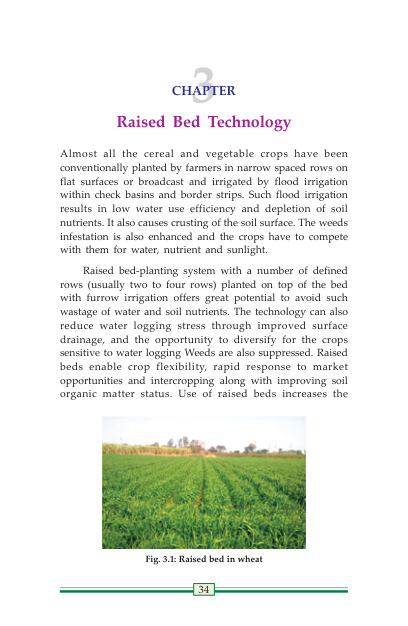 3
CHAPTER
Raised Bed Technology
Almost all the cereal and vegetable crops have been
conventionally planted by farmers in narrow spaced rows on
flat surfaces or broadcast and irrigated by flood irrigation
within check basins and border strips. Such flood irrigation
results in low water use efficiency and depletion of soil
nutrients. It also causes crusting of the soil surface. The weeds
infestation is also enhanced and the crops have to compete
with them for water, nutrient and sunlight.
Raised bed-planting system with a number of defined
rows (usually two to four rows) planted on top of the bed
with furrow irrigation offers great potential to avoid such
wastage of water and soil nutrients. The technology can also
reduce water logging stress through improved surface
drainage, and the opportunity to diversify for the crops
sensitive to water logging Weeds are also suppressed. Raised
beds enable crop flexibility, rapid response to market
opportunities and intercropping along with improving soil
organic matter status. Use of raised beds increases the
Fig. 3.1: Raised bed in wheat
34